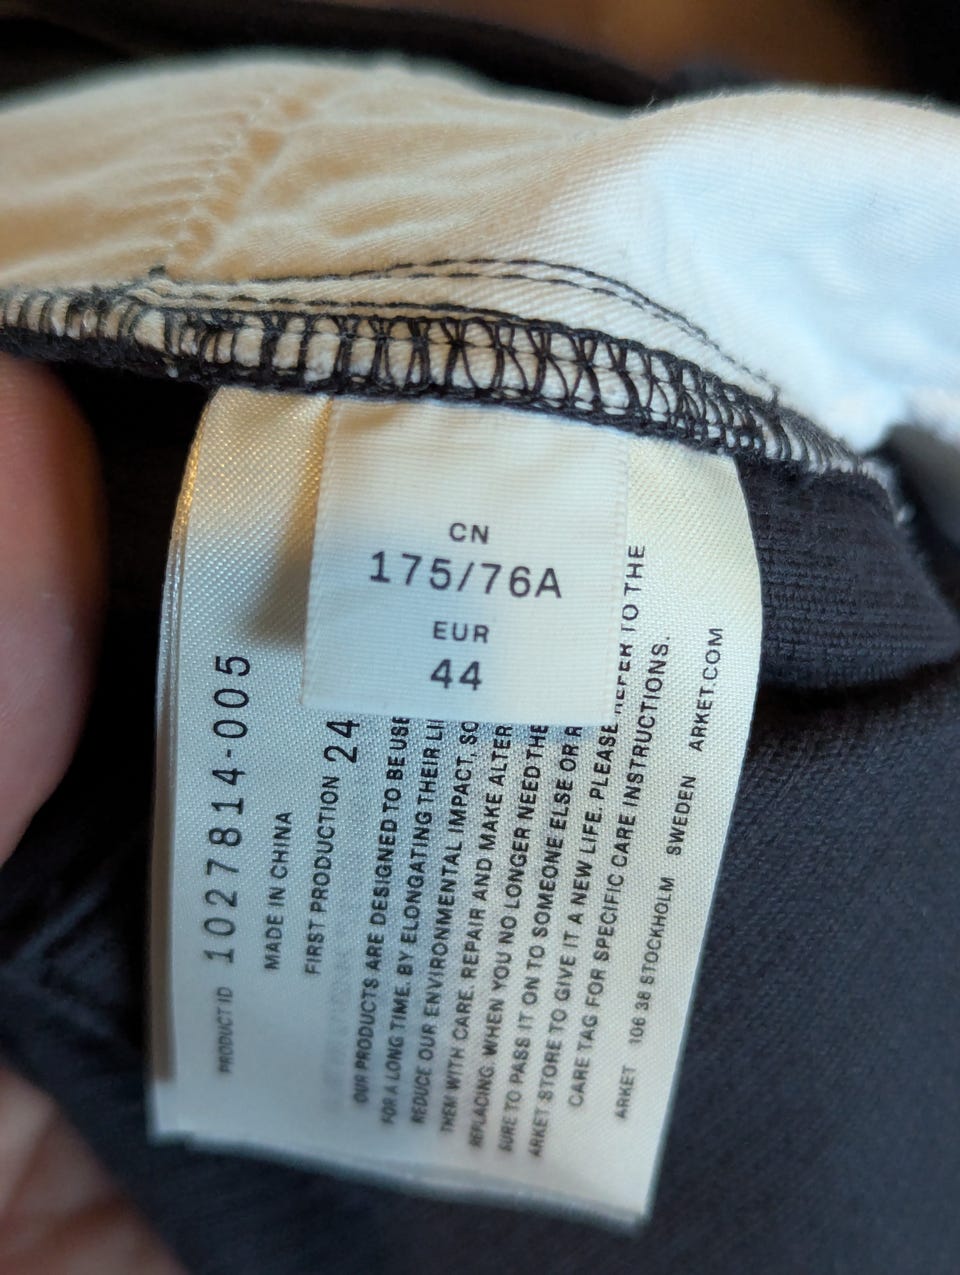 CN
175/76A
EUR
44
PRODUCT ID 1027814-005
MADE IN CHINA
FIRST PRODUCTION 24
OUR PRODUCTS ARE DESIGNED TO BE USE
FOR A LONG TIME. BY ELONGATING THEIR LI
REDUCE OUR ENVIRONMENTAL IMPACT. SO
THEM WITH CARE. REPAIR AND MAKE ALTER
REPLACING. WHEN YOU NO LONGER NEED THE
SURE TO PASS IT ON TO SOMEONE ELSE OR R
ARKET STORE TO GIVE IT A NEW LIFE. PLEASE REFER TO THE
CARE TAG FOR SPECIFIC CARE INSTRUCTIONS.
ARKET 106 38 STOCKHOLM SWEDEN ARKET.COM